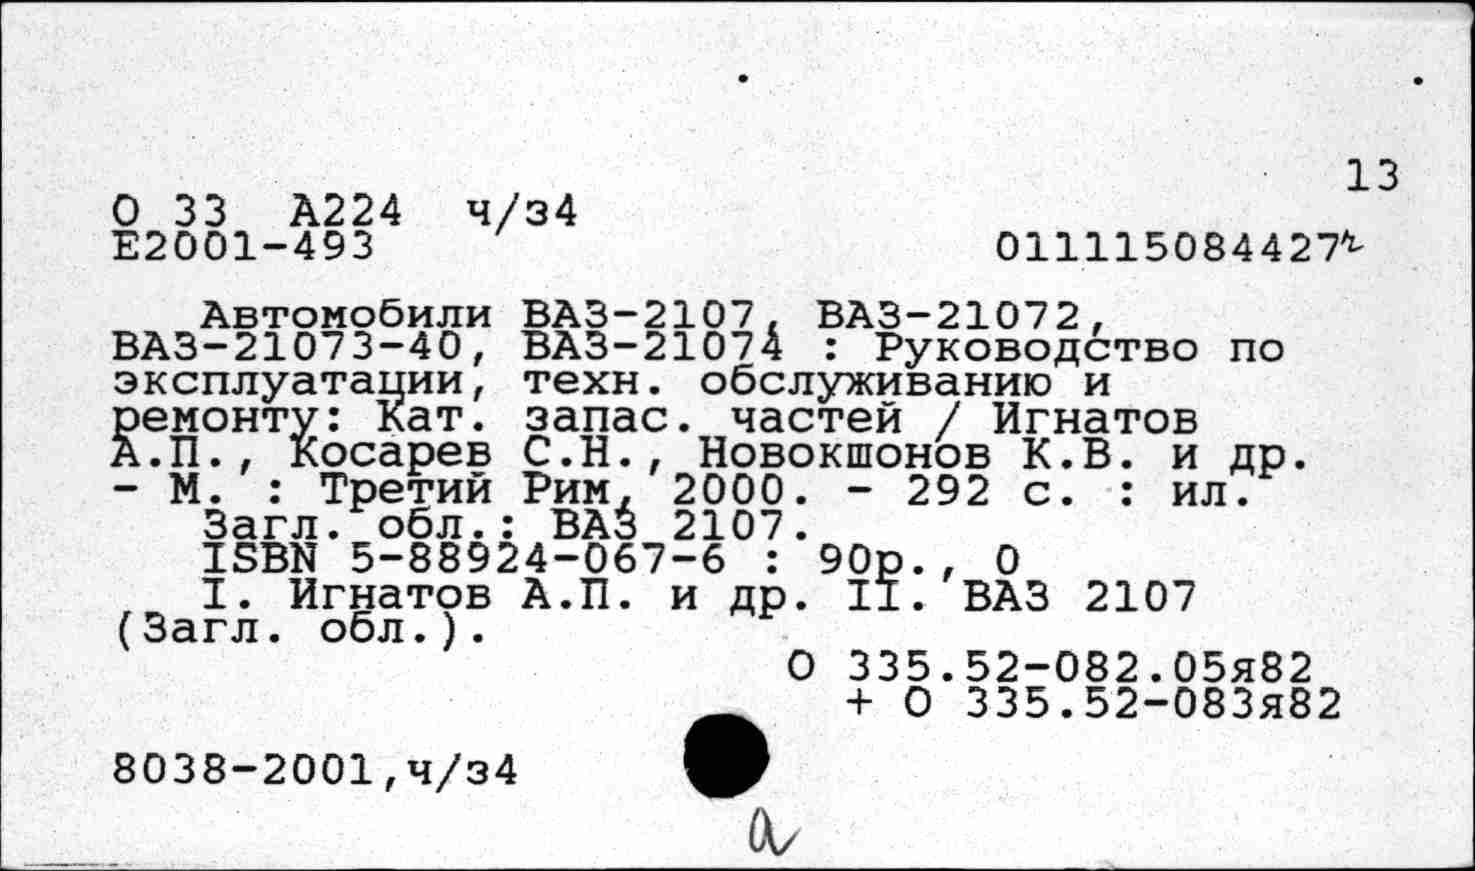 13
О 33 А224 ч/з4
Е2001-493 011115084427
Автомобили ВАЗ-2107, ВАЗ-21072,
ВАЗ-21073-40, ВАЗ-21074 : Руководство по
эксплуатации, техн. обслуживанию и
ремонту: Кат. запас. частей / Игнатов
А.П., Косарев С.Н., Новокшонов К.В. и др.
- М. : Третий Рим, 2000. - 292 с. : ил.
Загл. обл.: ВАЗ 2107.
ISBN 5-88924-067-6 : 90р., 0
I. Игнатов А.П. и др. II. ВАЗ 2107
(Загл. обл.).
О 335.52-082.05я82
+ О 335.52-083я82
8038-2001,ч/з4
а